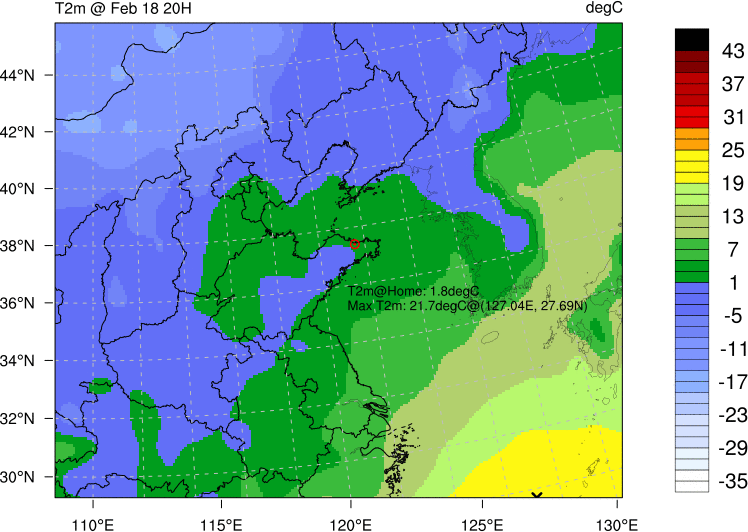 T2m @ Feb 18 20H
degC
44°N
42°N
40°N
38°N
36°N
34°N
32°N
30°N
110°E
115°E
120°E
125°E
130°E
T2m@Home: 1.8degC
Max T2m: 21.7degC@(127.04E, 27.69N)
43
37
31
25
19
13
7
1
-5
-11
-17
-23
-29
-35